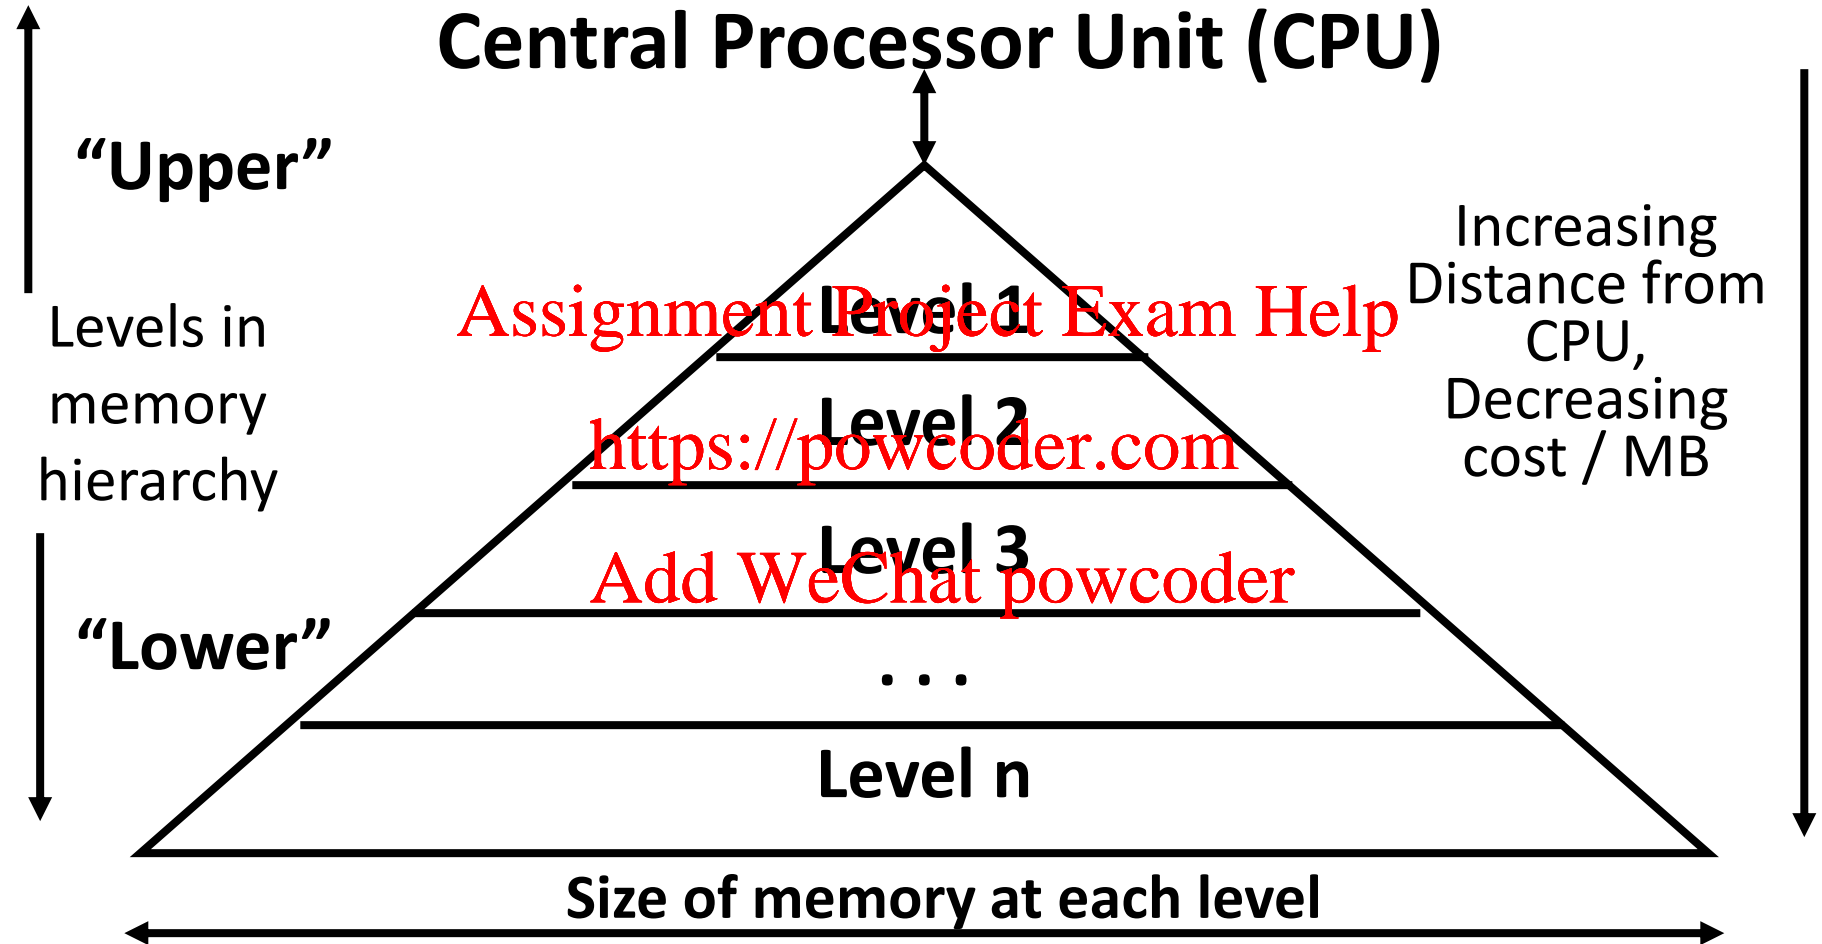 Central Processor Unit (CPU)
“Upper”
Levels in
memory
hierarchy
“Lower”
Increasing
Distance from
CPU,
Decreasing
cost / MB
Level 1
Assignment Project Exam Help
Level 2
https://powcoder.com
Level 3
Add WeChat powcoder
. . .
Level n
Size of memory at each level